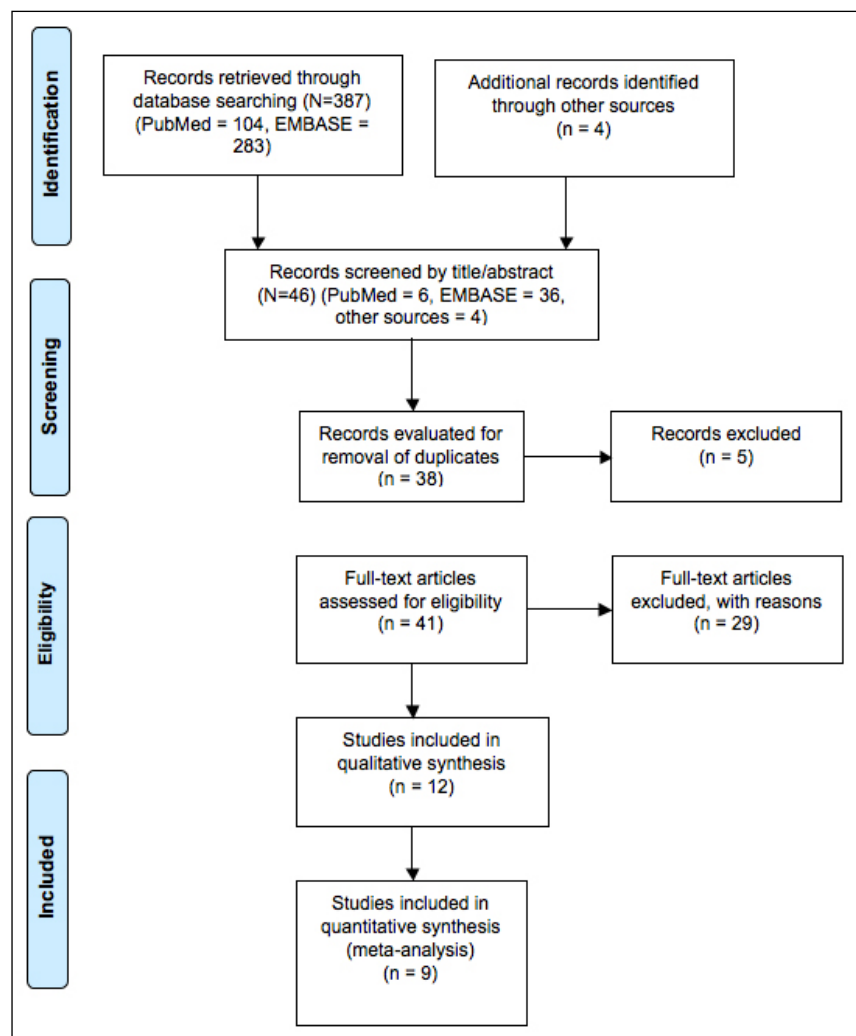 Identification
Records retrieved through
database searching (N=387)
(PubMed = 104, EMBASE =
283)
Additional records identified
through other sources
(n = 4)
Screening
Records screened by title/abstract
(N=46) (PubMed = 6, EMBASE = 36,
other sources = 4)
Records evaluated for
removal of duplicates
n = 38)
Records excluded
(n = 5)
Eligibility
Full-text articles
assessed for eligibility
(n = 41)
Full-text articles
excluded, with reasons
(n = 29)
Studies included in
qualitative synthesis
(n = 12)
Included
Studies included in
quantitative synthesis
(meta-analysis)
(n = 9)